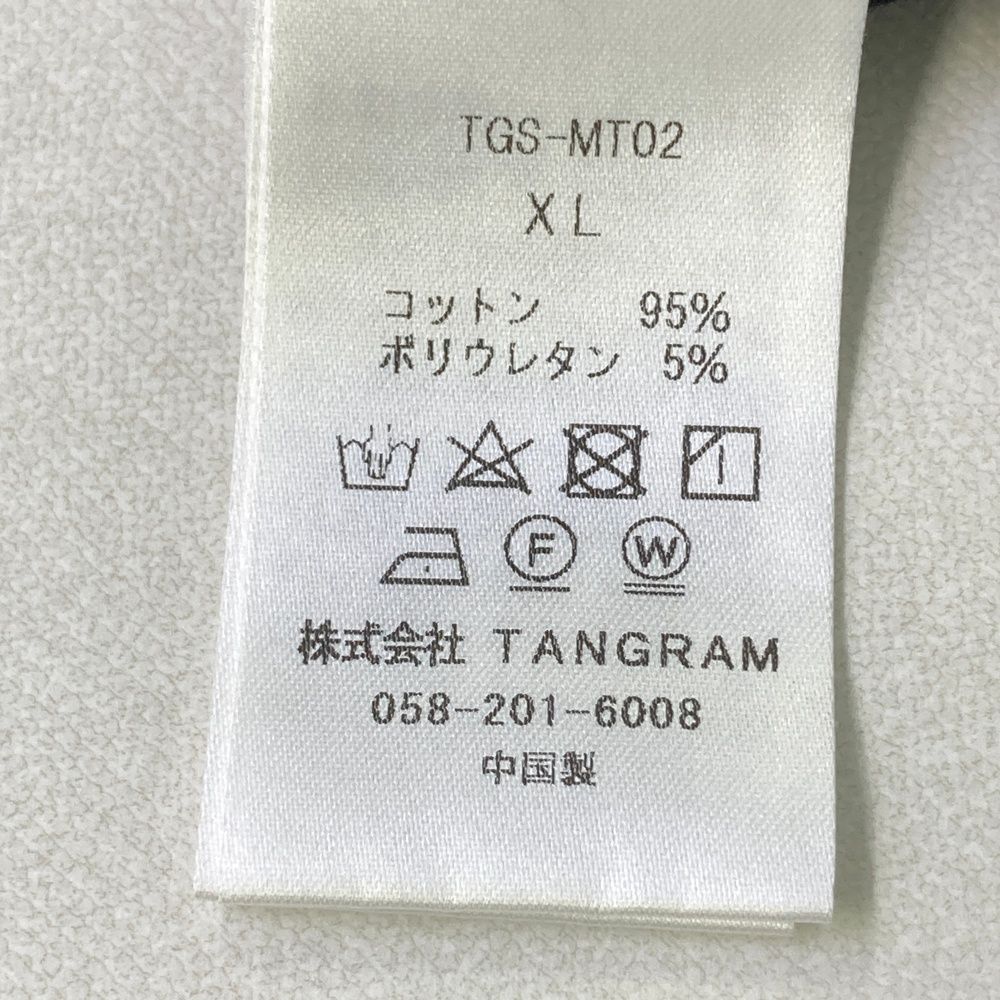 TGS-MT02
XL
コットン 95%
ポリウレタン 5%
F W
株式会社 TANGRAM
058-201-6008
中国製